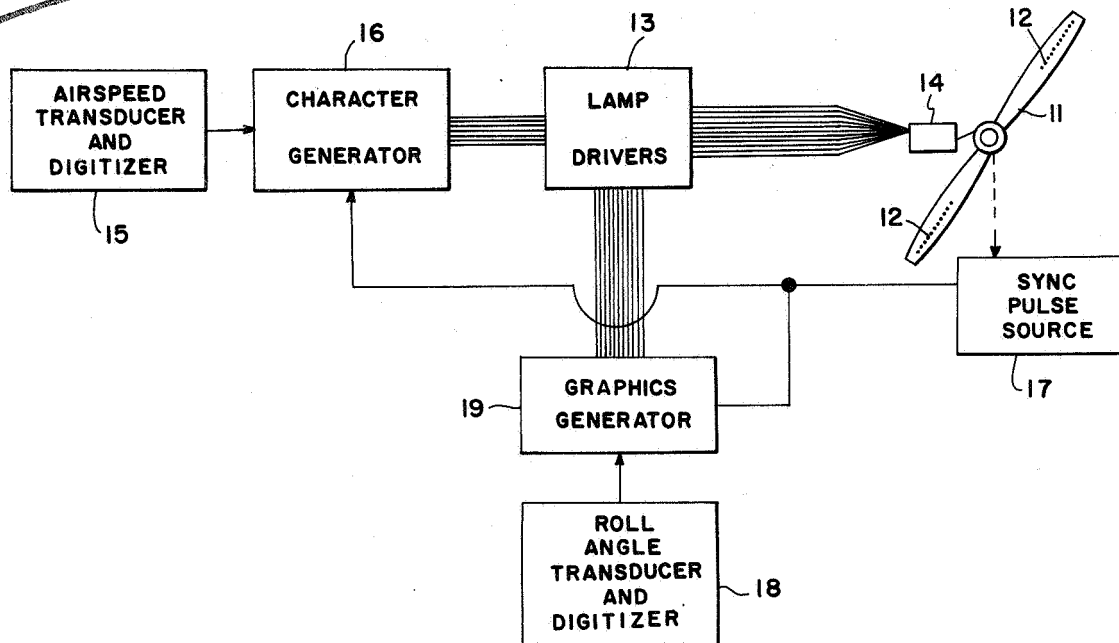 16
13
12
14
11
AIRSPEED
TRANSDUCER
AND
DIGITIZER
CHARACTER
GENERATOR
LAMP
DRIVERS
15
12
SYNC
PULSE
SOURCE
17
19
GRAPHICS
GENERATOR
ROLL
ANGLE
TRANSDUCER
AND
DIGITIZER
18